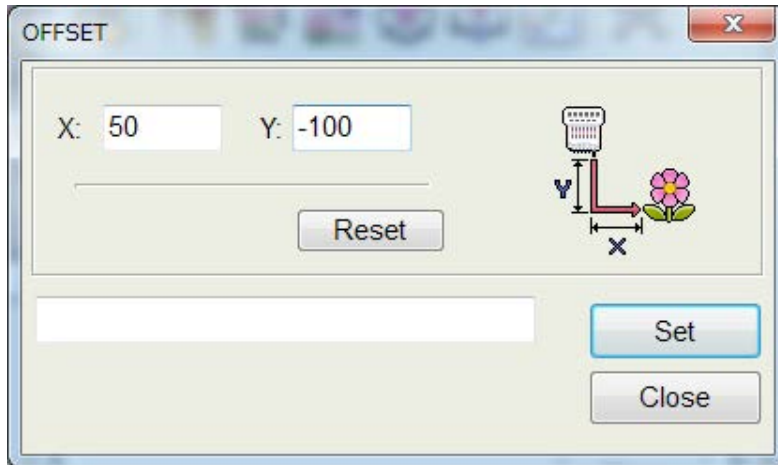 OFFSET
X: 50 Y: -100
Y
X
Reset
Set
Close